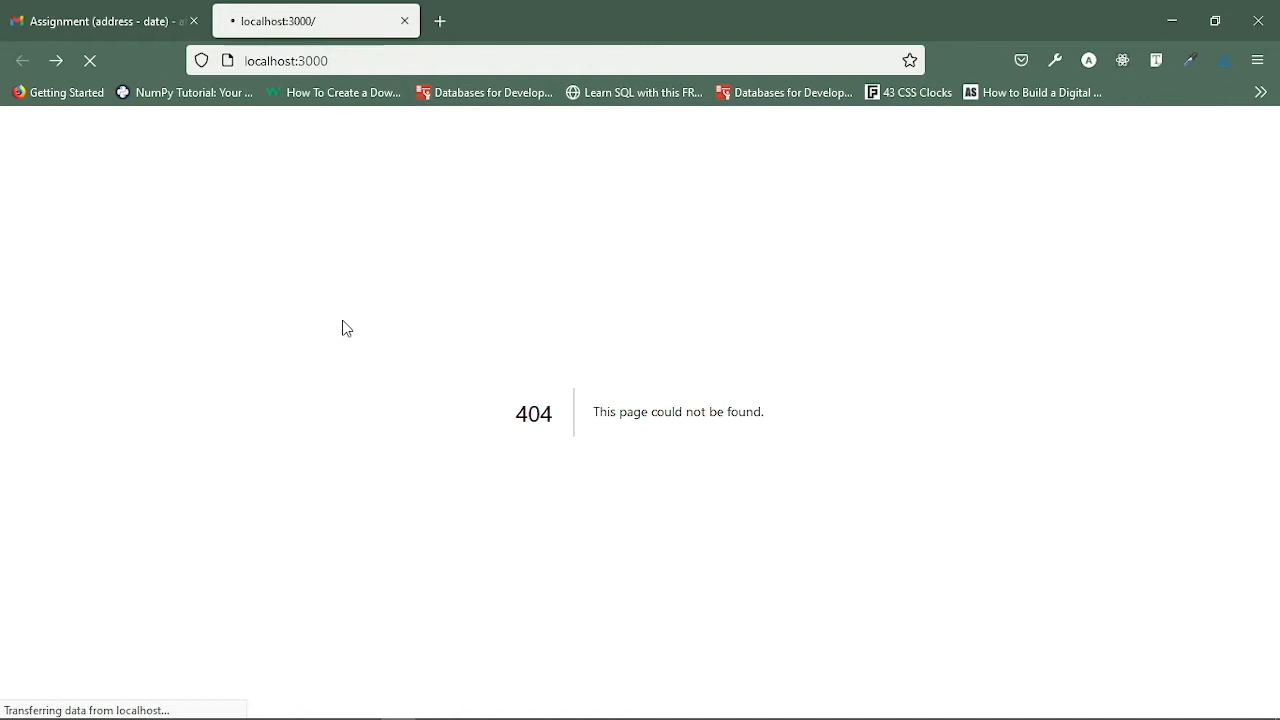 Assignment (address - date) -
localhost:3000/
localhost:3000
Getting Started
NumPy Tutorial: Your ...
How To Create a Dow...
Databases for Develop...
Learn SQL with this FR...
Databases for Develop...
43 CSS Clocks
AS
How to Build a Digital ...
404
This page could not be found.
Transferring data from localhost...